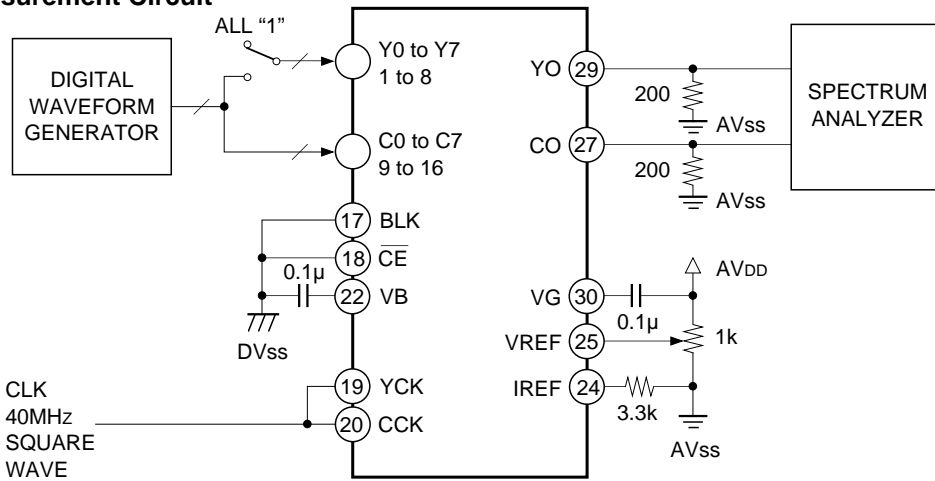 surement Circuit
ALL “1”
DIGITAL
WAVEFORM
GENERATOR
Y0 to Y7
1 to 8
C0 to C7
9 to 16
17 BLK
18 CE
0.1µ
22 VB
DVss
19 YCK
20 CCK
CLK
40MHz
SQUARE
WAVE
YO 29
200
AVss
CO 27
200
AVss
SPECTRUM
ANALYZER
AVDD
VG 30
0.1µ
VREF 25
1k
IREF 24
3.3k
AVss